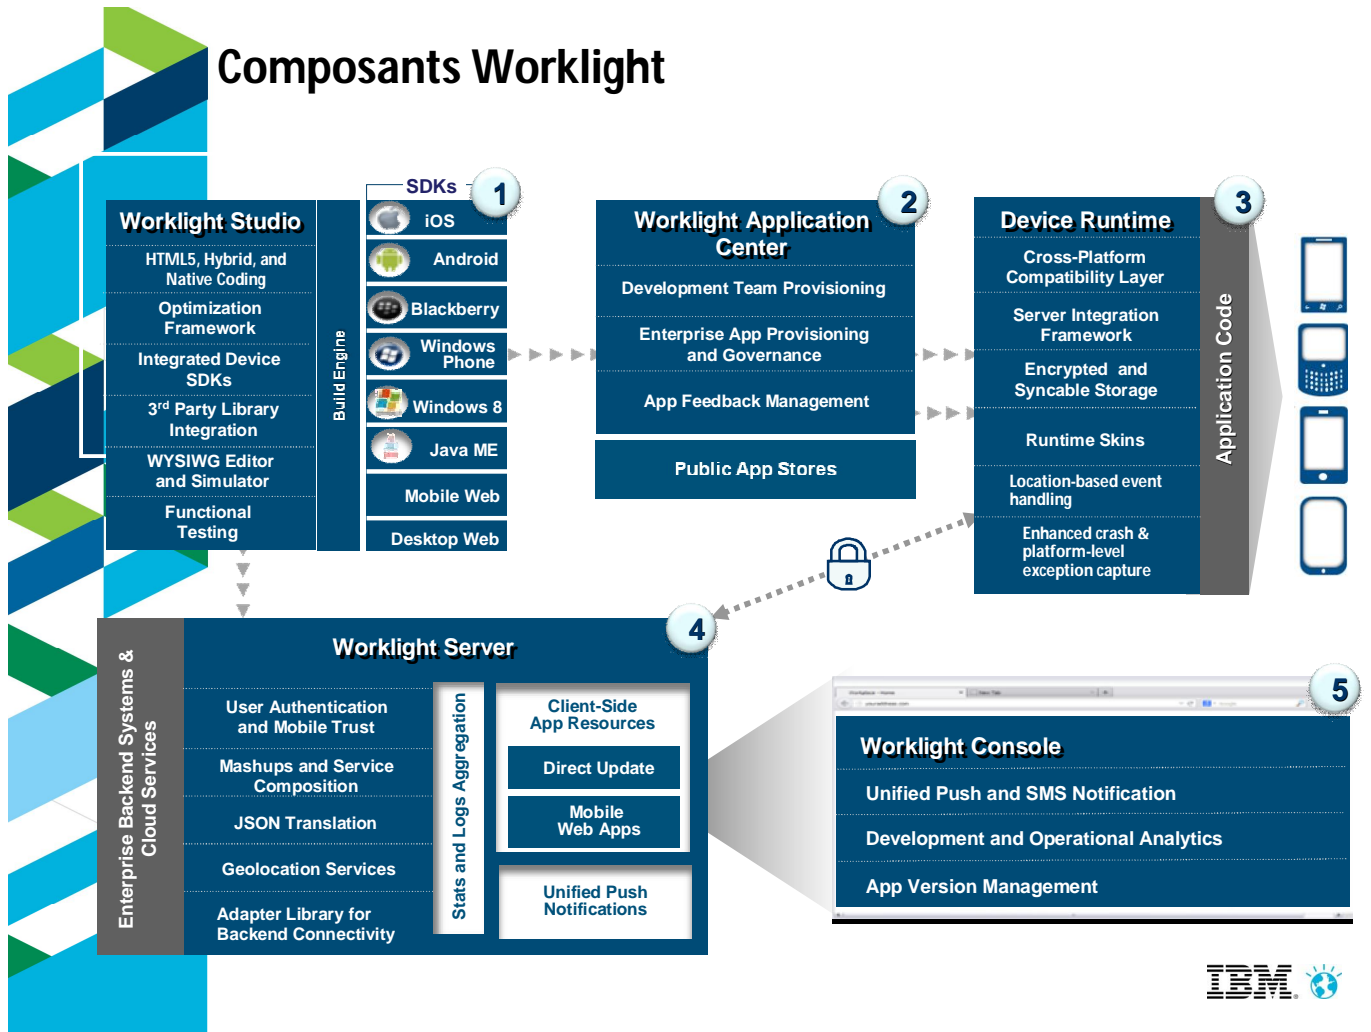 Composants Worklight
SDKs
1
Worklight Studio
HTML5, Hybrid, and
Native Coding
Optimization
Framework
Integrated Device
SDKs
3rd Party Library
Integration
WYSIWG Editor
and Simulator
Functional
Testing
Build Engine
iOS
Android
Blackberry
Windows
Phone
Windows 8
Java ME
Mobile Web
Desktop Web
2
Worklight Application
Center
Development Team Provisioning
Enterprise App Provisioning
and Governance
App Feedback Management
Public App Stores
3
Device Runtime
Cross-Platform
Compatibility Layer
Server Integration
Framework
Encrypted and
Syncable Storage
Runtime Skins
Location-based event
handling
Enhanced crash &
platform-level
exception capture
Application Code
4
Worklight Server
Enterprise Backend Systems &
Cloud Services
User Authentication
and Mobile Trust
Mashups and Service
Composition
JSON Translation
Geolocation Services
Adapter Library for
Backend Connectivity
Stats and Logs Aggregation
Client-Side
App Resources
Direct Update
Mobile
Web Apps
Unified Push
Notifications
5
Workplace - Home
New Tab
youraddress.com
Google
Worklight Console
Unified Push and SMS Notification
Development and Operational Analytics
App Version Management
IBM.